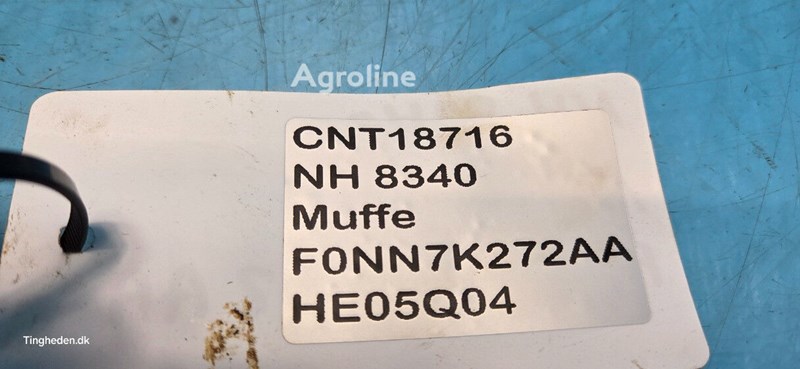 Agroline
CNT18716
NH 8340
Muffe
F0NN7K272AA
HE05Q04
Tingheden.dk